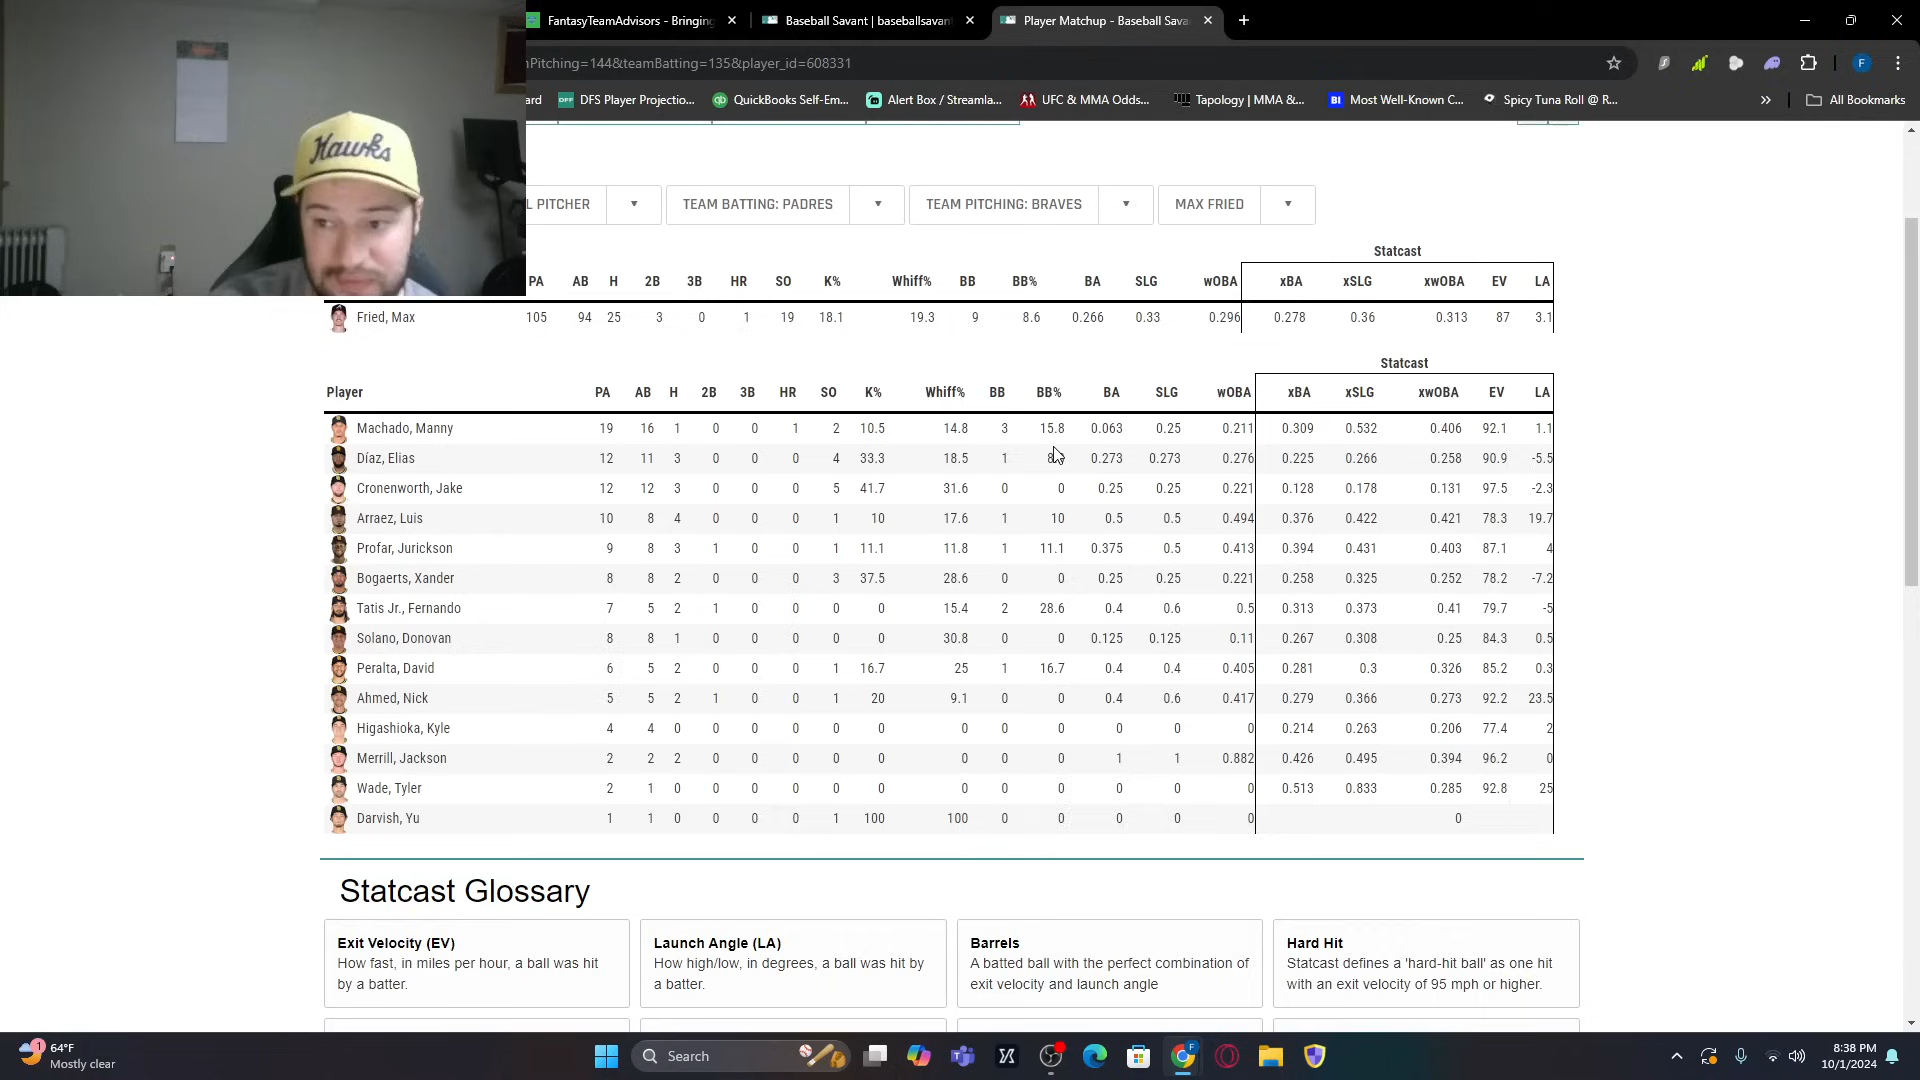 FantasyTeamAdvisors - Bringing
Baseball Savant | baseballsavant
Player Matchup - Baseball Sava
Pitching=144&teamBatting=135&player_id=608331
F
ard
DFF
DFS Player Projectio...
QuickBooks Self-Em...
Alert Box / Streamla...
UFC & MMA Odds...
Tapology | MMA &...
BI
Most Well-Known C...
Spicy Tuna Roll @ R...
All Bookmarks
Hawks
L PITCHER
TEAM BATTING: PADRES
TEAM PITCHING: BRAVES
MAX FRIED
Statcast
PA AB H 2B 3B HR SO K% Whiff% BB BB% BA SLG wOBA xBA xSLG xwOBA EV LA
Fried, Max 105 94 25 3 0 1 19 18.1 19.3 9 8.6 0.266 0.33 0.296 0.278 0.36 0.313 87 3.1
Statcast
Player PA AB H 2B 3B HR SO K% Whiff% BB BB% BA SLG wOBA xBA xSLG xwOBA EV LA
Machado, Manny 19 16 1 0 0 1 2 10.5 14.8 3 15.8 0.063 0.25 0.211 0.309 0.532 0.406 92.1 1.1
Díaz, Elias 12 11 3 0 0 0 4 33.3 18.5 1 0.273 0.273 0.276 0.225 0.266 0.258 90.9 -5.5
Cronenworth, Jake 12 12 3 0 0 0 5 41.7 31.6 0 0 0.25 0.25 0.221 0.128 0.178 0.131 97.5 -2.3
Arraez, Luis 10 8 4 0 0 0 1 10 17.6 1 10 0.5 0.5 0.494 0.376 0.422 0.421 78.3 19.7
Profar, Jurickson 9 8 3 1 0 0 1 11.1 11.8 1 11.1 0.375 0.5 0.413 0.394 0.431 0.403 87.1 4
Bogaerts, Xander 8 8 2 0 0 0 3 37.5 28.6 0 0 0.25 0.25 0.221 0.258 0.325 0.252 78.2 -7.2
Tatis Jr., Fernando 7 5 2 1 0 0 0 0 15.4 2 28.6 0.4 0.6 0.5 0.313 0.373 0.41 79.7 -5
Solano, Donovan 8 8 1 0 0 0 0 0 30.8 0 0 0.125 0.125 0.11 0.267 0.308 0.25 84.3 0.5
Peralta, David 6 5 2 0 0 0 1 16.7 25 1 16.7 0.4 0.4 0.405 0.281 0.3 0.326 85.2 0.3
Ahmed, Nick 5 5 2 1 0 0 1 20 9.1 0 0 0.4 0.6 0.417 0.279 0.366 0.273 92.2 23.5
Higashioka, Kyle 4 4 0 0 0 0 0 0 0 0 0 0 0 0 0.214 0.263 0.206 77.4 2
Merrill, Jackson 2 2 2 0 0 0 0 0 0 0 0 1 1 0.882 0.426 0.495 0.394 96.2 0
Wade, Tyler 2 1 0 0 0 0 0 0 0 0 0 0 0 0 0.513 0.833 0.285 92.8 25
Darvish, Yu 1 1 0 0 0 0 1 100 100 0 0 0 0 0 0
Statcast Glossary
Exit Velocity (EV)
How fast, in miles per hour, a ball was hit
by a batter.
Launch Angle (LA)
How high/low, in degrees, a ball was hit by
a batter.
Barrels
A batted ball with the perfect combination of
exit velocity and launch angle
Hard Hit
Statcast defines a 'hard-hit ball' as one hit
with an exit velocity of 95 mph or higher.
1
64°F
Mostly clear
Search
F
8:38 PM
10/1/2024